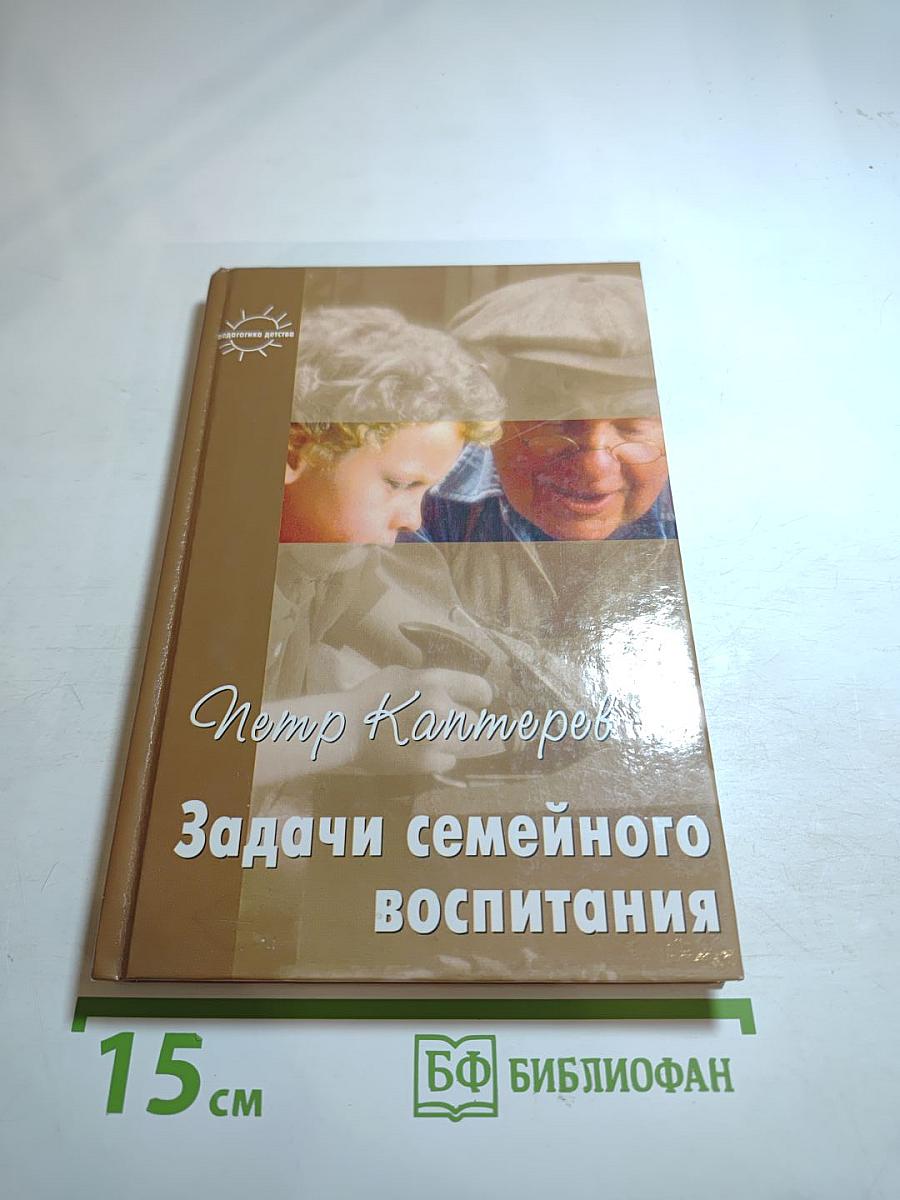 педагогика детства
Петр Каптерев
Задачи семейного
воспитания
15 см
БФ БИБЛИОФАН